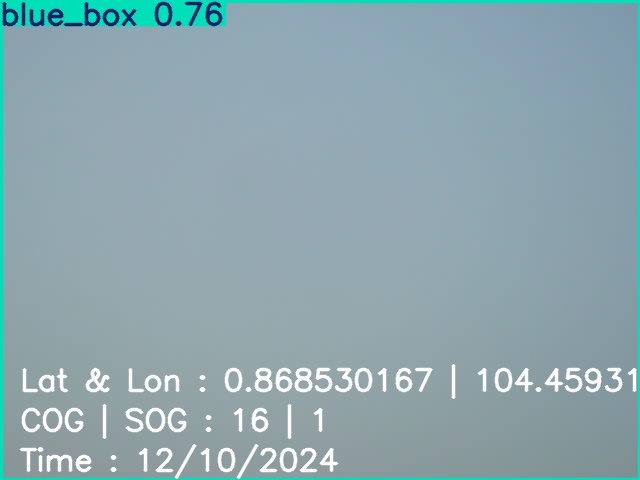 blue_box 0.76
Lat & Lon : 0.868530167 | 104.45931
COG | SOG : 16 | 1
Time : 12/10/2024